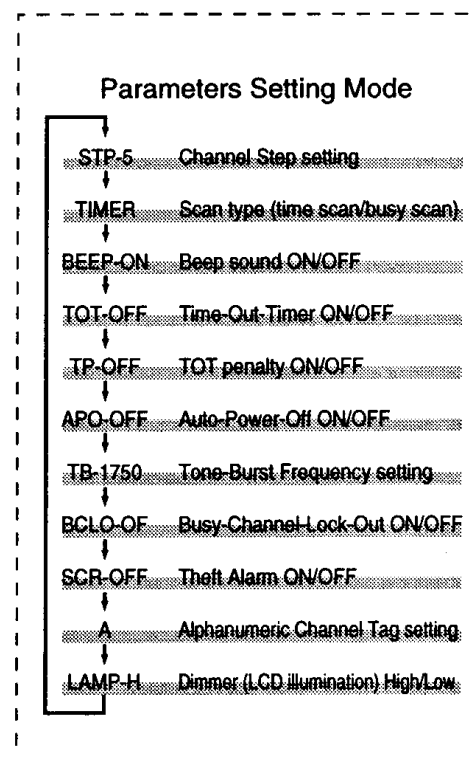 Parameters Setting Mode
STP-5 Channel Step setting
TIMER Scan type (time scan/busy scan)
BEEP-ON Beep sound ON/OFF
TOT-OFF Time-Out-Timer ON/OFF
TP-OFF TOT penalty ON/OFF
APO-OFF Auto-Power-Off ON/OFF
TB-1750 Tone-Burst Frequency setting
BCLO-OF Busy-Channel-Lock-Out ON/OFF
SCR-OFF Theft Alarm ON/OFF
A Alphanumeric Channel Tag setting
LAMP-H Dimmer (LCD illumination) High/Low